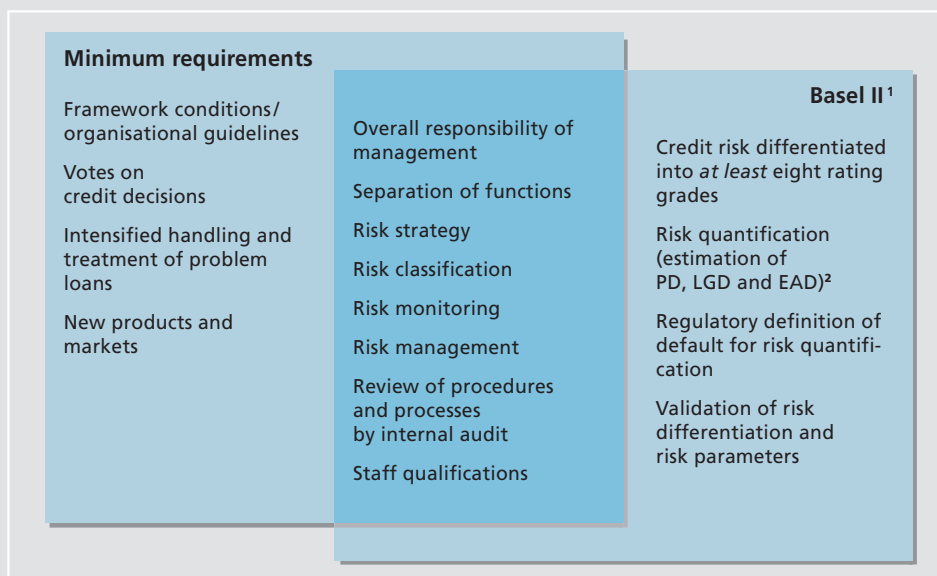 Minimum requirements
Framework conditions/
organisational guidelines
Votes on
credit decisions
Intensified handling and
treatment of problem
loans
New products and
markets
Overall responsibility of
management
Separation of functions
Risk strategy
Risk classification
Risk monitoring
Risk management
Review of procedures
and processes
by internal audit
Staff qualifications
Basel II¹
Credit risk differentiated
into at least eight rating
grades
Risk quantification
(estimation of
PD, LGD and EAD)²
Regulatory definition of
default for risk quantifi-
cation
Validation of risk
differentiation and
risk parameters